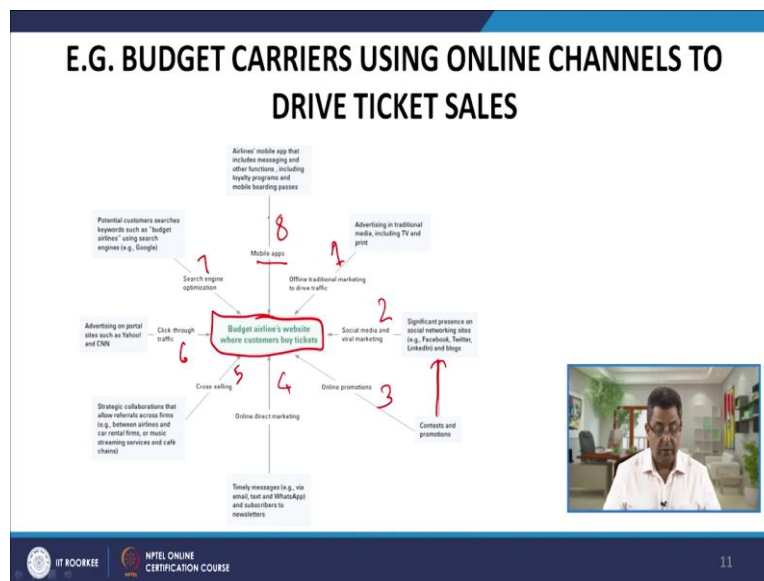 E.G. BUDGET CARRIERS USING ONLINE CHANNELS TO
DRIVE TICKET SALES
Airlines' mobile app that
includes messaging and
other functions , including
loyalty programs and
mobile boarding passes
8
Mobile apps
Potential customers searches
keywords such as "budget
airlines" using search
engines (e.g., Google)
7
Search engine
optimization
Advertising in traditional
media, including TV and
print
1
Offline traditional marketing
to drive traffic
Advertising on portal
sites such as Yahoo!
and CNN
Click through
traffic
6
Budget airline's website
where customers buy tickets
2
Social media and
viral marketing
Significant presence on
social networking sites
(e.g., Facebook, Twitter,
LinkedIn) and blogs
5
Cross-selling
Strategic collaborations that
allow referrals across firms
(e.g., between airlines and
car rental firms, or music
streaming services and café
chains)
4
Online direct marketing
Timely messages (e.g., via
email, text and WhatsApp)
and subscribers to
newsletters
Online promotions
3
Contests and
promotions
IIT ROORKEE
NPTEL ONLINE
CERTIFICATION COURSE
11